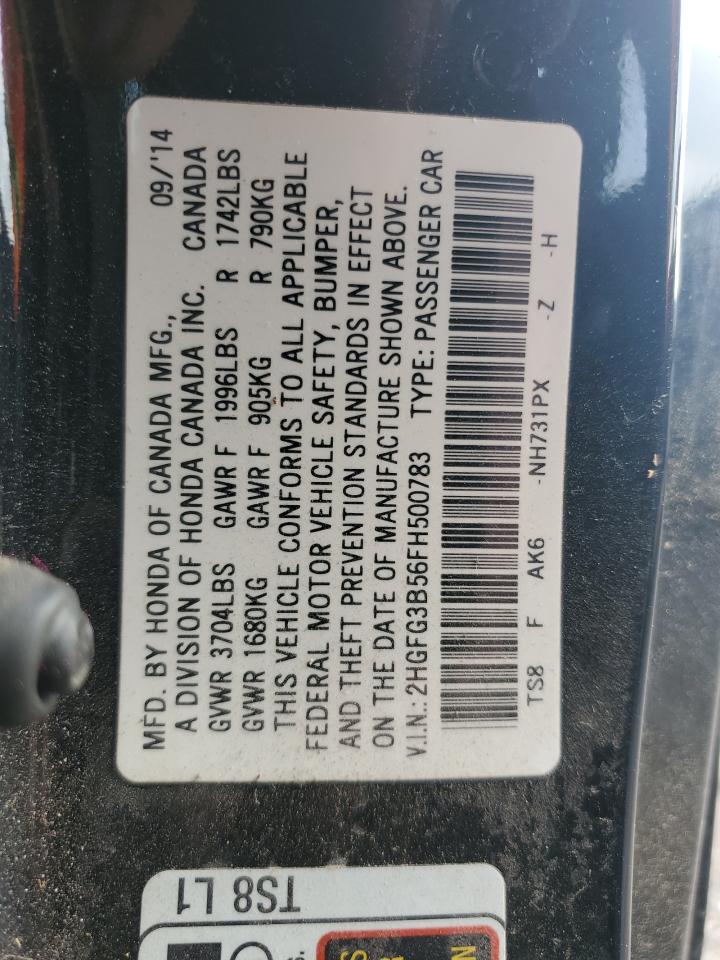 MFD. BY HONDA OF CANADA MFG., 09/'14
A DIVISION OF HONDA CANADA INC. CANADA
GVWR 3704LBS GAWR F 1996LBS R 1742LBS
GVWR 1680KG GAWR F 905KG R 790KG
THIS VEHICLE CONFORMS TO ALL APPLICABLE
FEDERAL MOTOR VEHICLE SAFETY, BUMPER,
AND THEFT PREVENTION STANDARDS IN EFFECT
ON THE DATE OF MANUFACTURE SHOWN ABOVE.
V.I.N.: 2HGFG3B56FH500783 TYPE: PASSENGER CAR
TS8 F AK6 -NH731PX -Z -H
TS8 L1